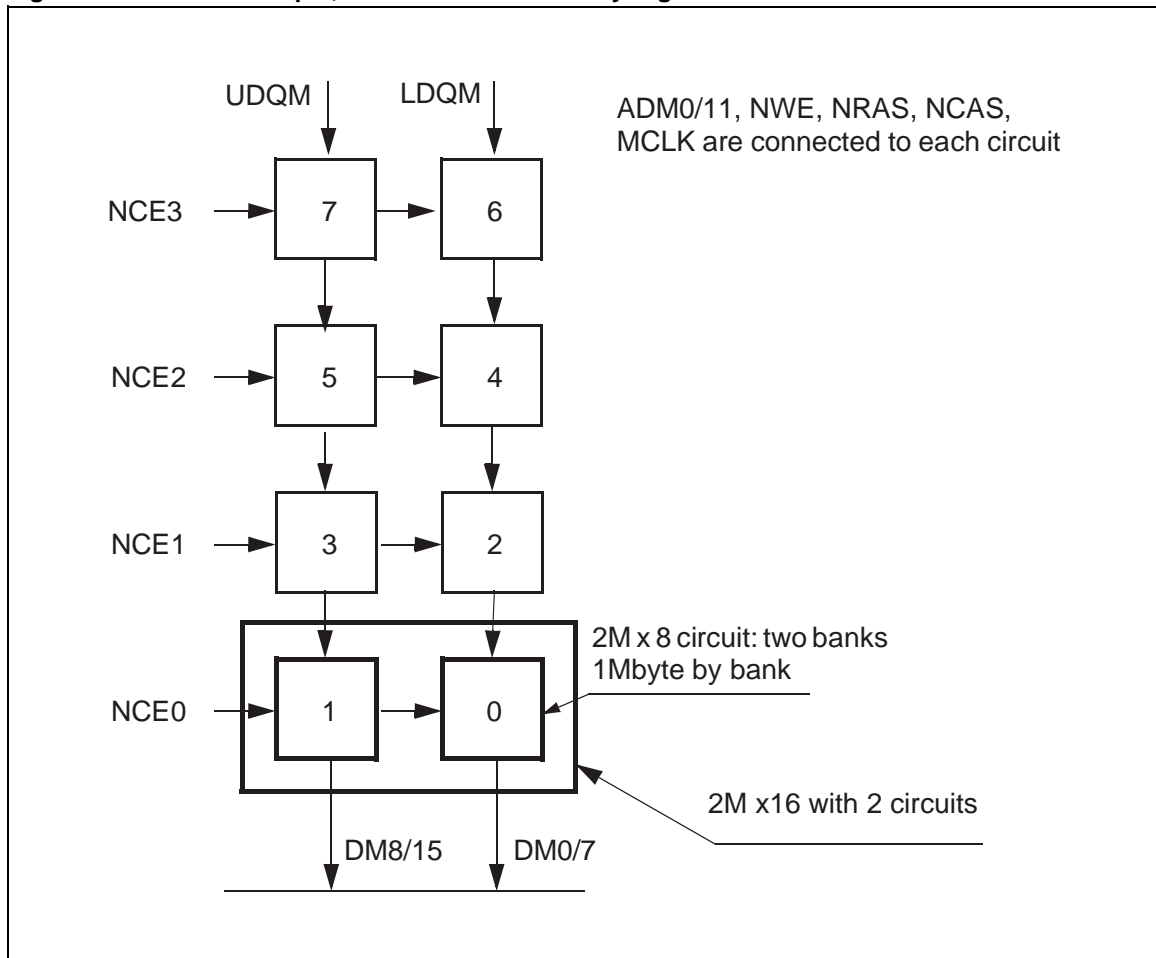 UDQM
LDQM
ADM0/11, NWE, NRAS, NCAS,
MCLK are connected to each circuit
NCE3
7
6
NCE2
5
4
NCE1
3
2
2M x 8 circuit: two banks
1Mbyte by bank
NCE0
1
0
2M x16 with 2 circuits
DM8/15
DM0/7